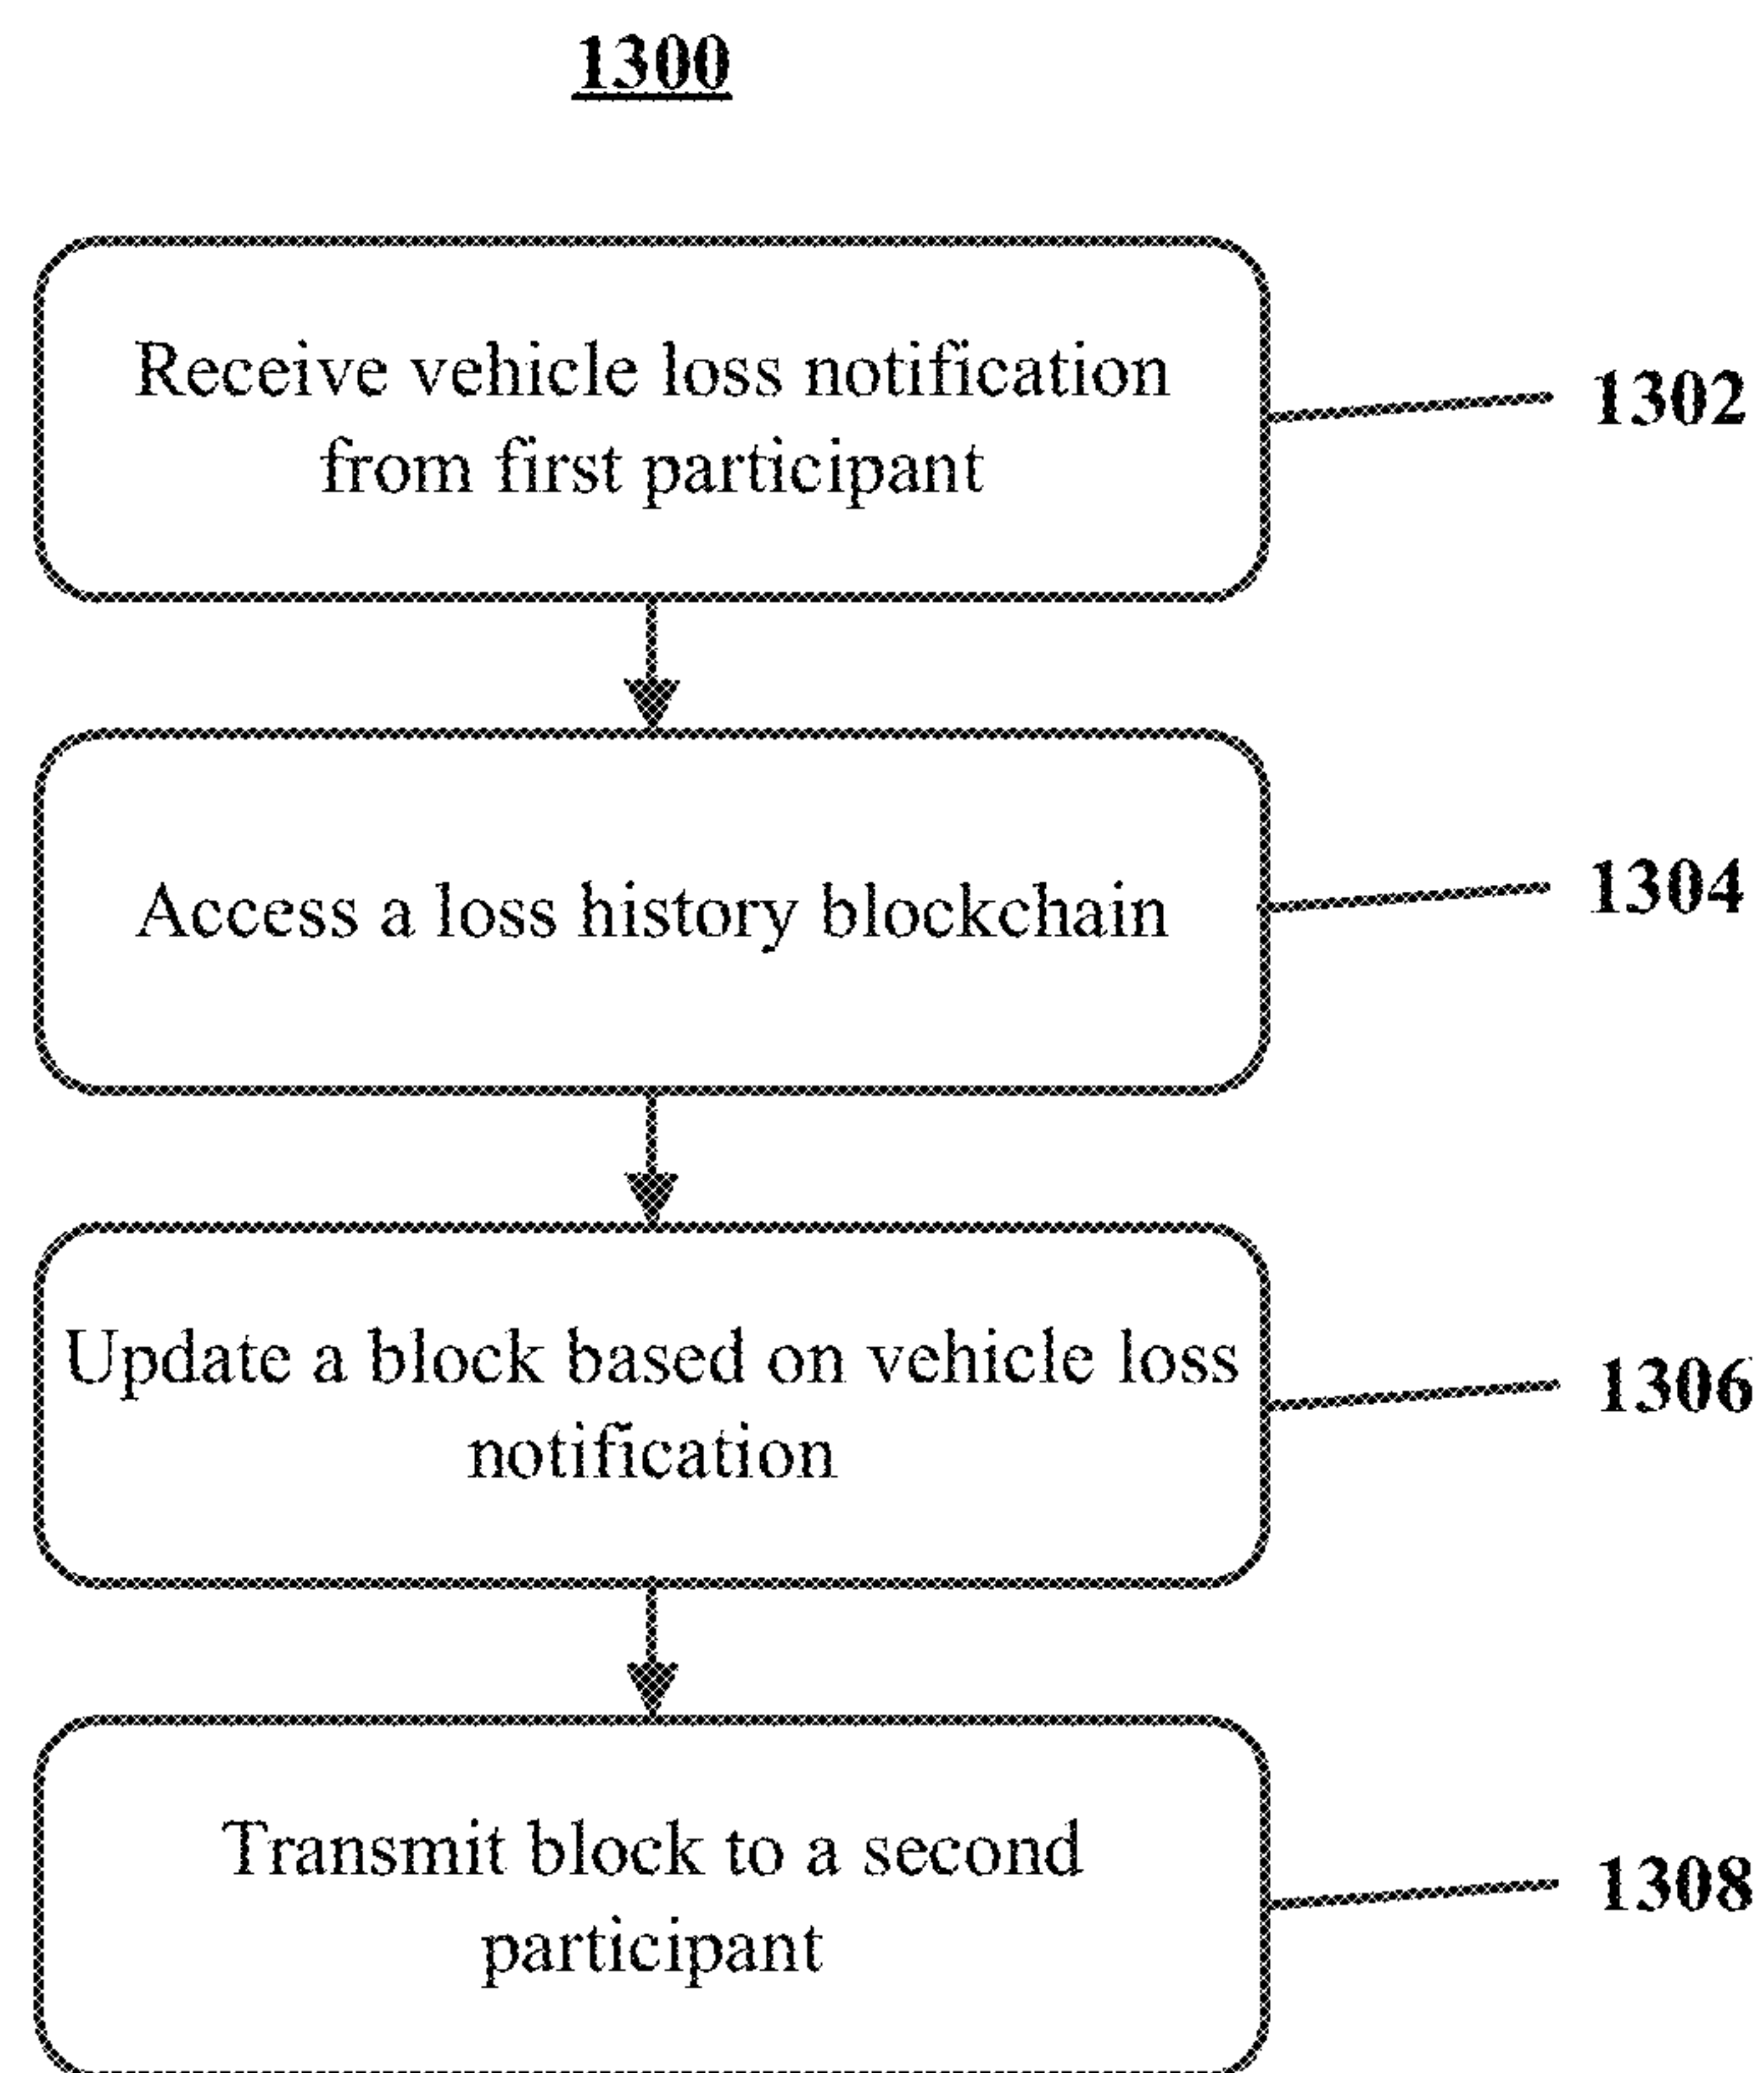 1300
Receive vehicle loss notification
from first participant
1302
Access a loss history blockchain
1304
Update a block based on vehicle loss
notification
1306
Transmit block to a second
participant
1308